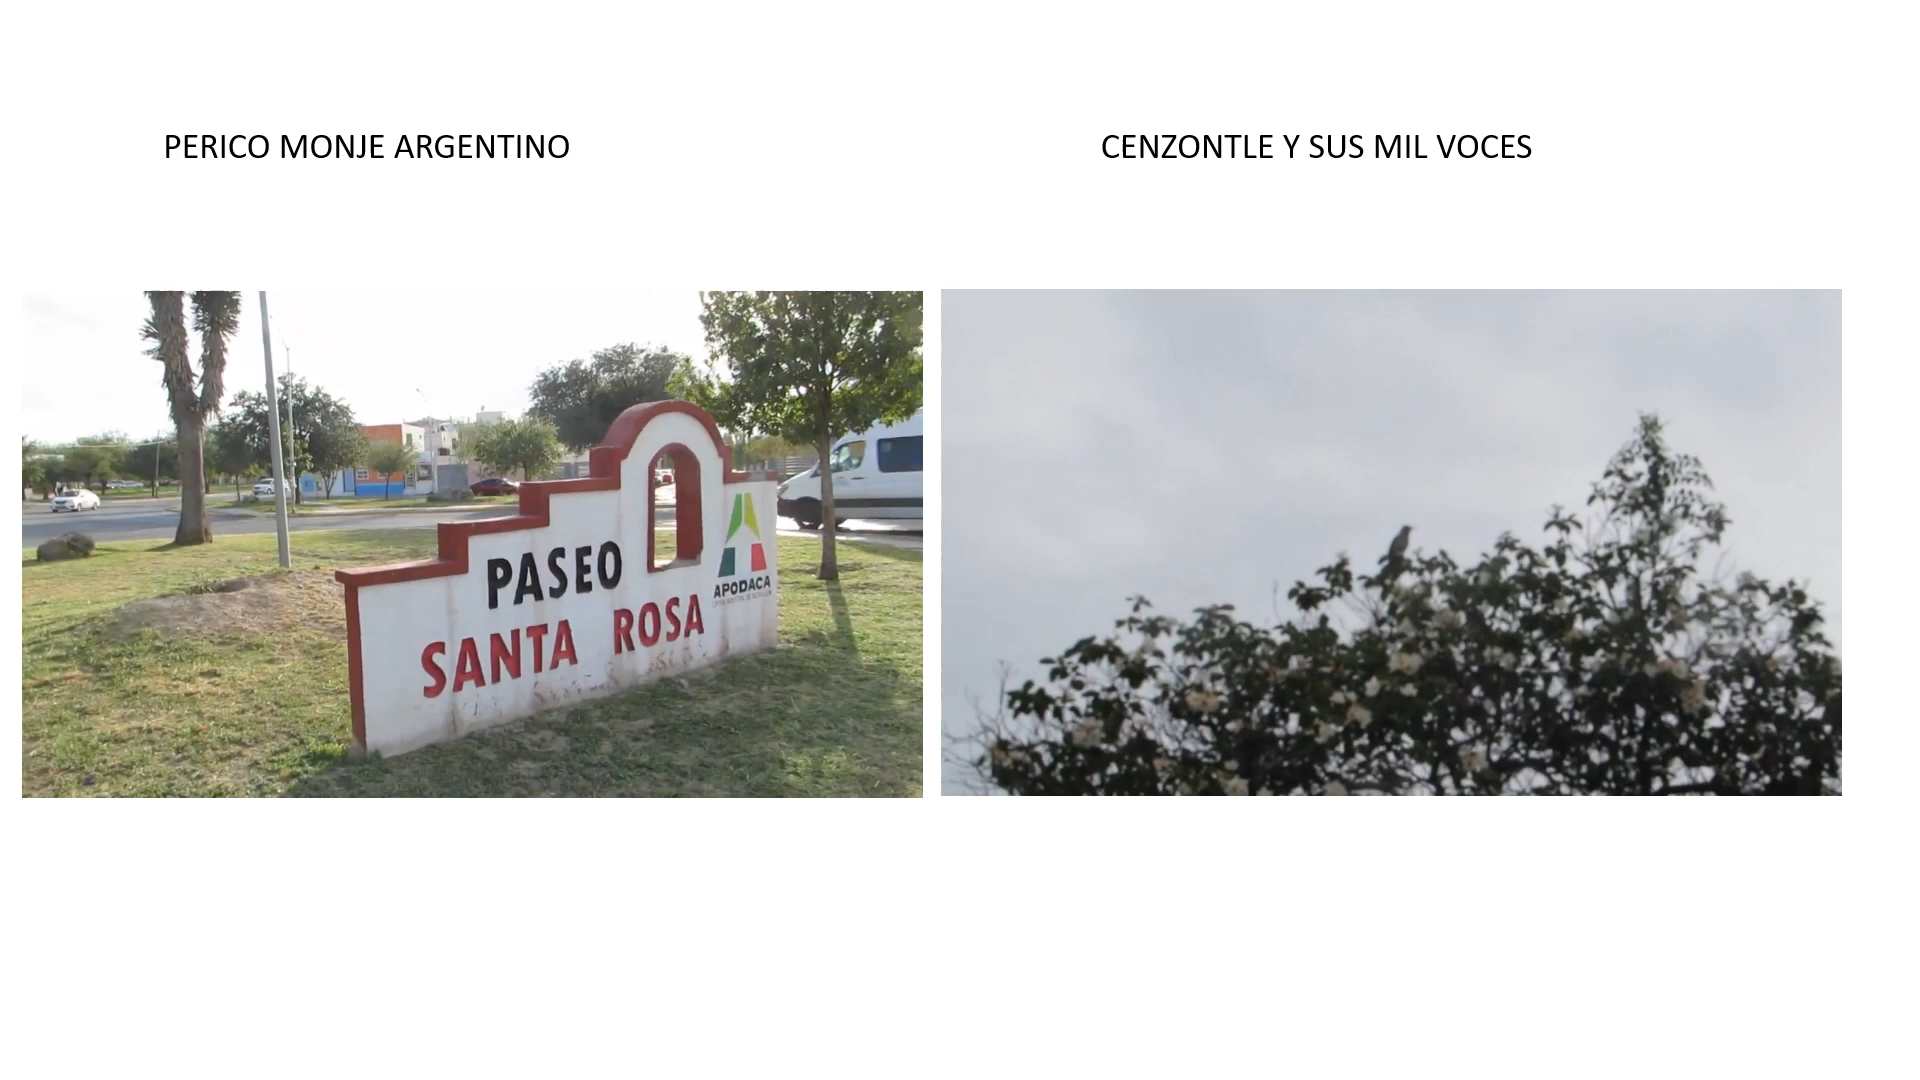 PERICO MONJE ARGENTINO
CENZONTLE Y SUS MIL VOCES
PASEO
SANTA ROSA
APODACA